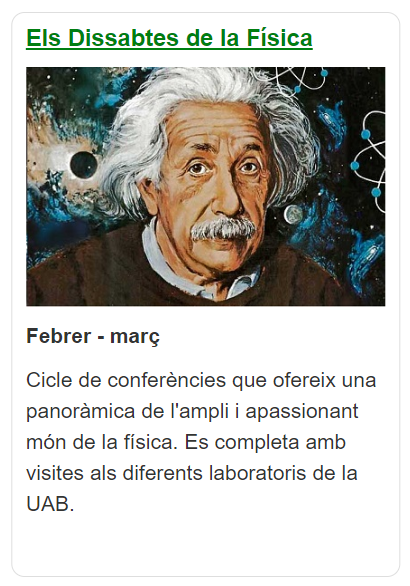 Els Dissabtes de la Física
Febrer - març
Cicle de conferències que ofereix una
panoràmica de l'ampli i apassionant
món de la física. Es completa amb
visites als diferents laboratoris de la
UAB.